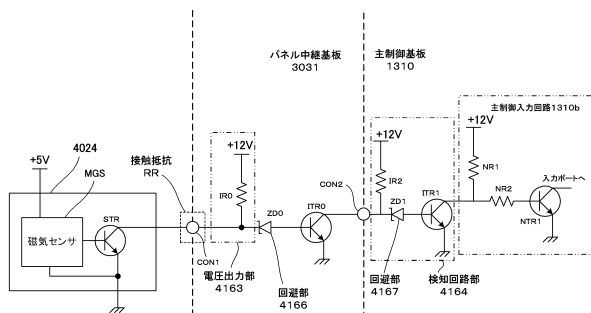 パネル中継基板
3031
主制御基板
1310
主制御入力回路1310b
4024
+5V
MGS
磁気センサ
STR
接触抵抗
RR
CON1
+12V
IR0
電圧出力部
4163
ZD0
回避部
4166
ITR0
CON2
+12V
IR2
ZD1
回避部
4167
ITR1
検知回路部
4164
+12V
NR1
NR2
入力ポートへ
NTR1